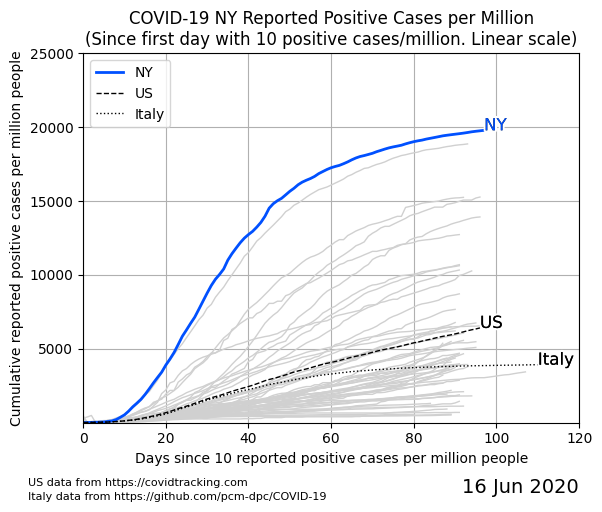 COVID-19 NY Reported Positive Cases per Million
(Since first day with 10 positive cases/million. Linear scale)
Cumulative reported positive cases per million people
25000
20000
15000
10000
5000
NY
US
Italy
NY
US
Italy
0 20 40 60 80 100 120
Days since 10 reported positive cases per million people
US data from https://covidtracking.com
Italy data from https://github.com/pcm-dpc/COVID-19
16 Jun 2020